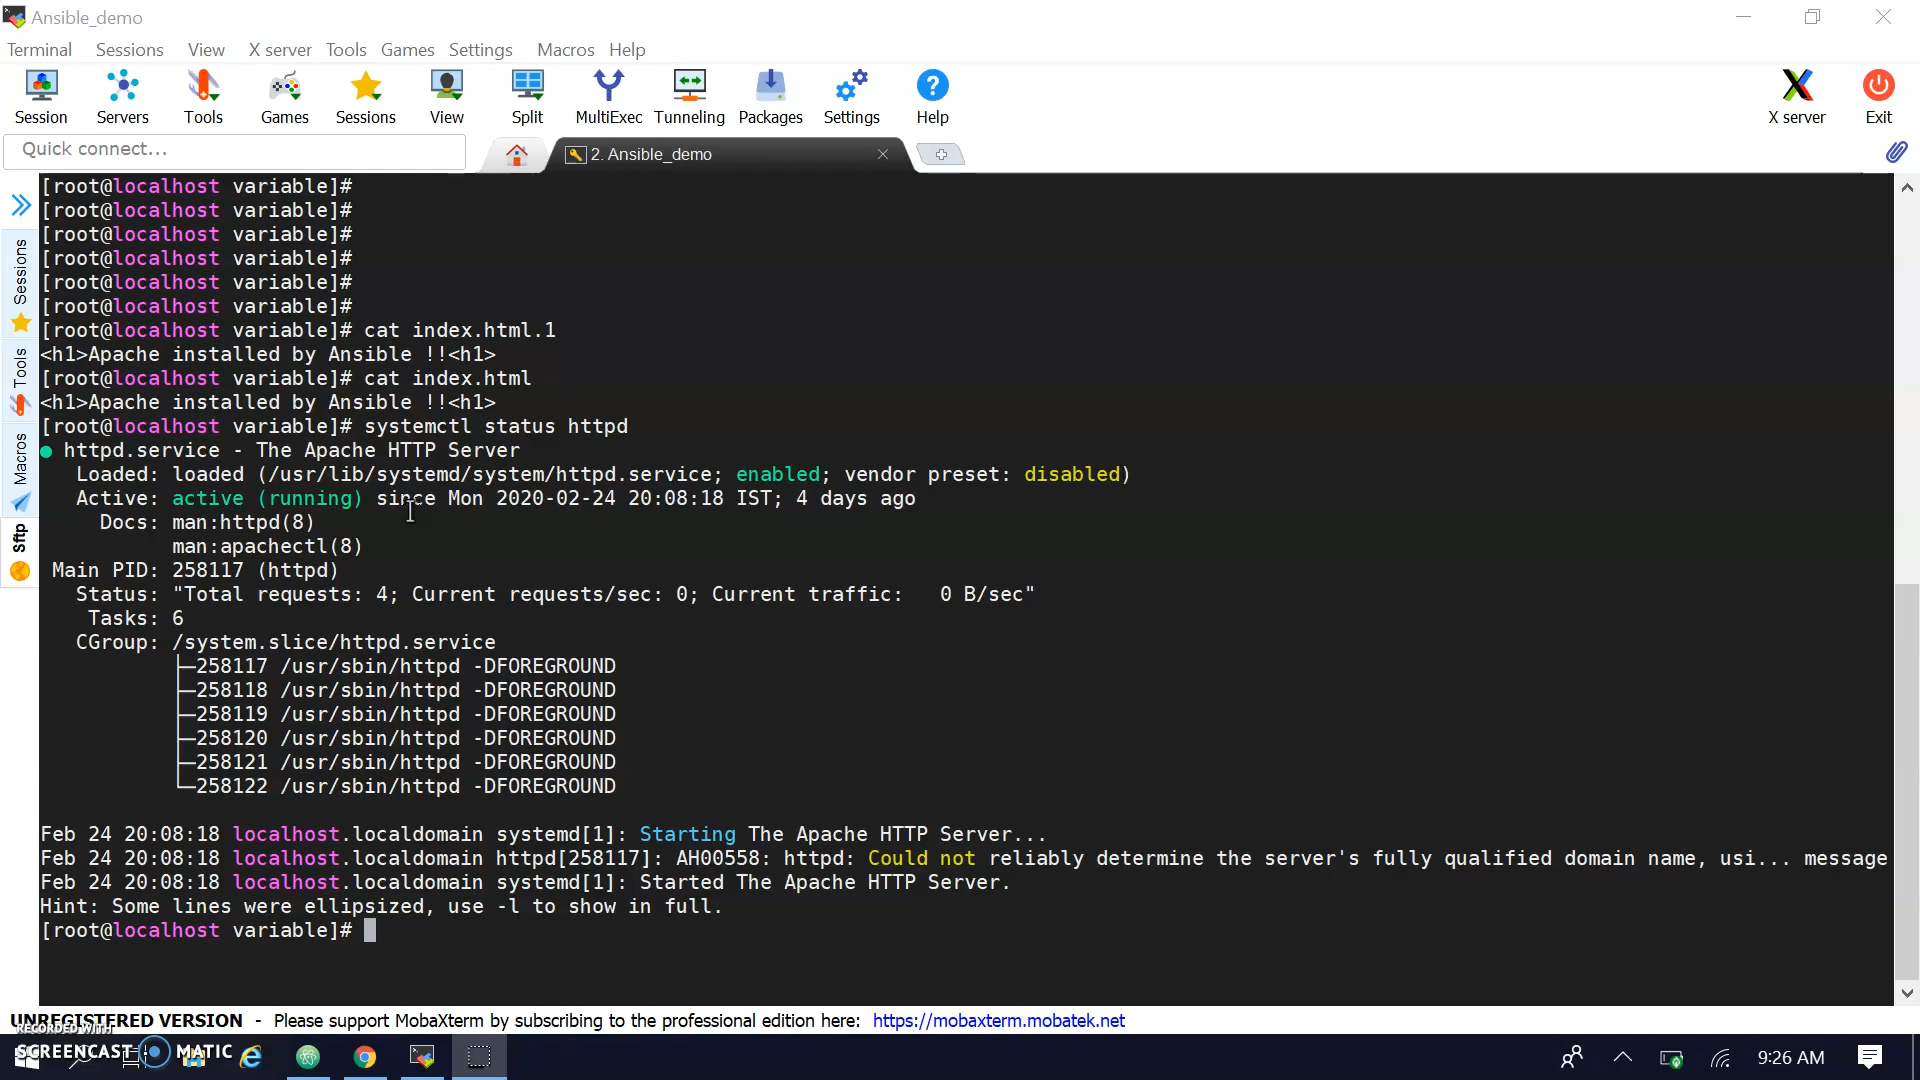 Ansible_demo
Terminal Sessions View X server Tools Games Settings Macros Help
Session Servers Tools Games Sessions View Split MultiExec Tunneling Packages Settings Help X server Exit
Quick connect...
2. Ansible_demo
Sessions
Tools
Macros
Sftp
[root@localhost variable]#
[root@localhost variable]#
[root@localhost variable]#
[root@localhost variable]#
[root@localhost variable]#
[root@localhost variable]#
[root@localhost variable]# cat index.html.1
<h1>Apache installed by Ansible !!<h1>
[root@localhost variable]# cat index.html
<h1>Apache installed by Ansible !!<h1>
[root@localhost variable]# systemctl status httpd
● httpd.service - The Apache HTTP Server
Loaded: loaded (/usr/lib/systemd/system/httpd.service; enabled; vendor preset: disabled)
Active: active (running) since Mon 2020-02-24 20:08:18 IST; 4 days ago
Docs: man:httpd(8)
man:apachectl(8)
Main PID: 258117 (httpd)
Status: "Total requests: 4; Current requests/sec: 0; Current traffic:   0 B/sec"
Tasks: 6
CGroup: /system.slice/httpd.service
├─258117 /usr/sbin/httpd -DFOREGROUND
├─258118 /usr/sbin/httpd -DFOREGROUND
├─258119 /usr/sbin/httpd -DFOREGROUND
├─258120 /usr/sbin/httpd -DFOREGROUND
├─258121 /usr/sbin/httpd -DFOREGROUND
└─258122 /usr/sbin/httpd -DFOREGROUND
Feb 24 20:08:18 localhost.localdomain systemd[1]: Starting The Apache HTTP Server...
Feb 24 20:08:18 localhost.localdomain httpd[258117]: AH00558: httpd: Could not reliably determine the server's fully qualified domain name, usi... message
Feb 24 20:08:18 localhost.localdomain systemd[1]: Started The Apache HTTP Server.
Hint: Some lines were ellipsized, use -l to show in full.
[root@localhost variable]#
UNREGISTERED VERSION - Please support MobaXterm by subscribing to the professional edition here: https://mobaxterm.mobatek.net
RECORDED WITH
SCREENCAST MATIC
9:26 AM